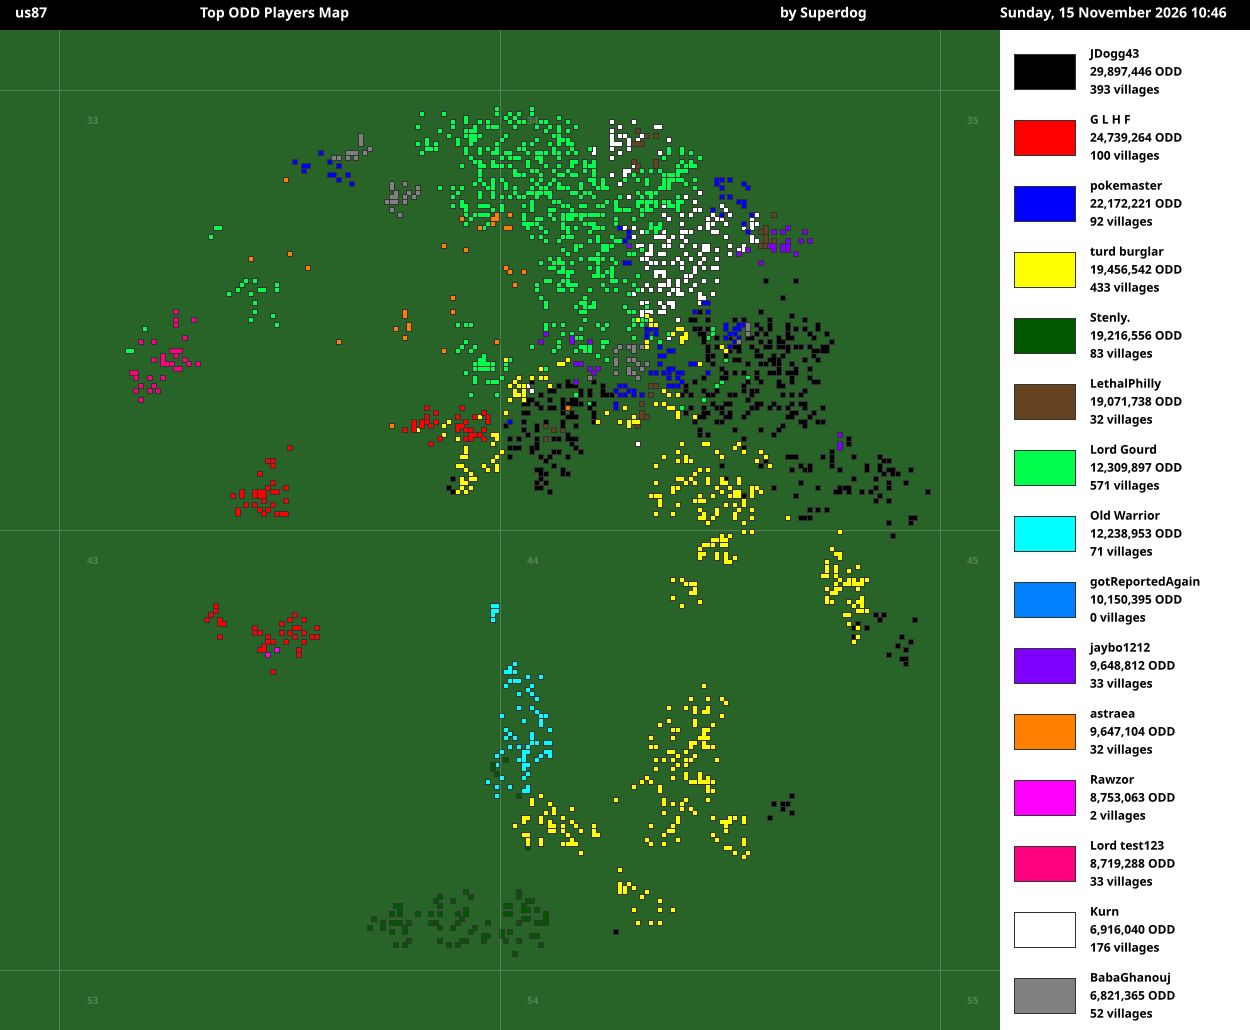 us87 Top ODD Players Map by Superdog Sunday, 15 November 2026 10:46
JDogg43
29,897,446 ODD
393 villages
33 35
G L H F
24,739,264 ODD
100 villages
pokemaster
22,172,221 ODD
92 villages
turd burglar
19,456,542 ODD
433 villages
Stenly.
19,216,556 ODD
83 villages
LethalPhilly
19,071,738 ODD
32 villages
Lord Gourd
12,309,897 ODD
571 villages
Old Warrior
12,238,953 ODD
71 villages
43 44 45
gotReportedAgain
10,150,395 ODD
0 villages
jaybo1212
9,648,812 ODD
33 villages
astraea
9,647,104 ODD
32 villages
Rawzor
8,753,063 ODD
2 villages
Lord test123
8,719,288 ODD
33 villages
Kurn
6,916,040 ODD
176 villages
BabaGhanouj
6,821,365 ODD
52 villages
53 54 55